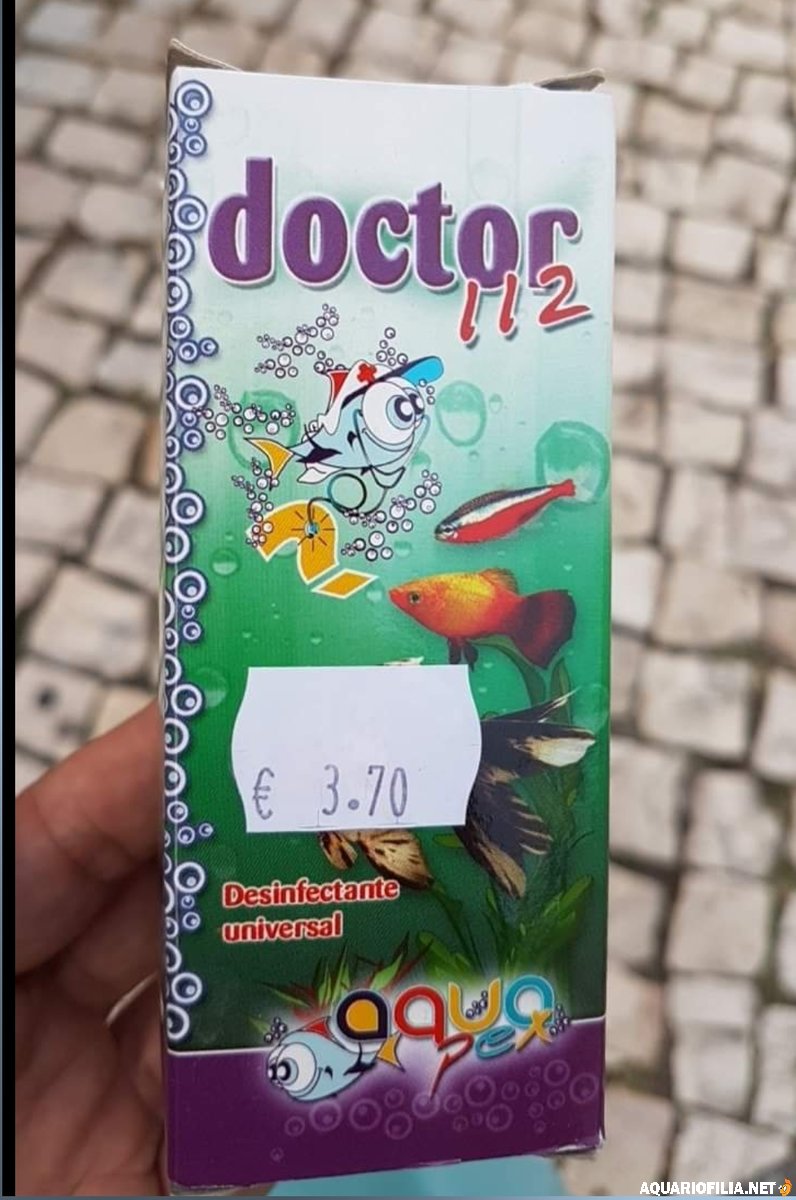 doctor
112
€ 3.70
Desinfectante
universal
aqua
pex
AQUARIOFILIA.NET